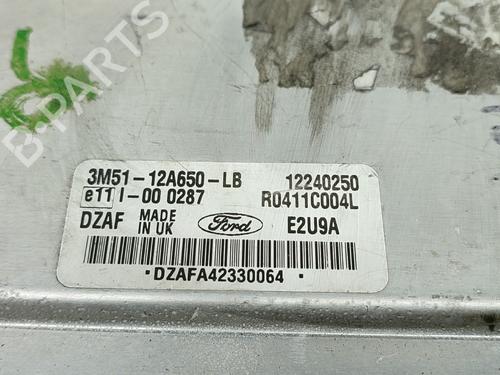 B-PARTS
3M51-12A650-LB 12240250
e11 I-00 0287 R0411C004L
DZAF MADE IN UK Ford E2U9A
•DZAFA42330064•